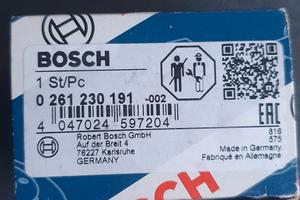 BOSCH
1 St/Pc
0 261 230 191 -002
4 047024 597204
EAC
Robert Bosch GmbH
Auf der Breit 4
76227 Karlsruhe
GERMANY
816
575
Made in Germany
Fabriqué en Allemagne
SCH